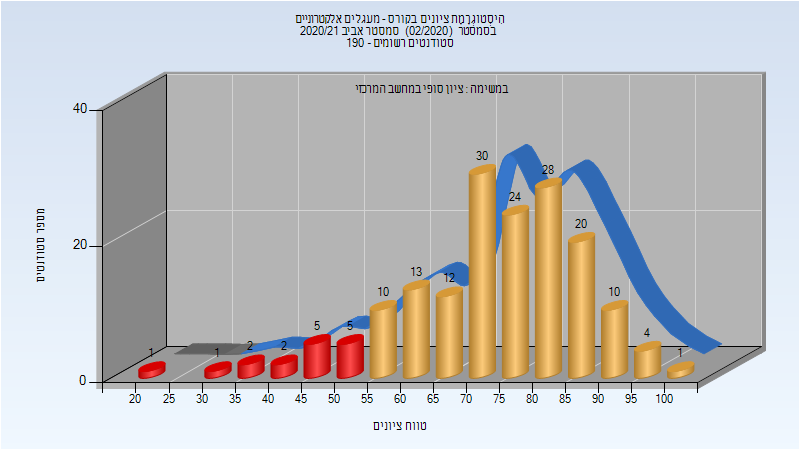 היסטוגרמת ציונים בקורס - מעגלים אלקטרוניים
בסמסטר (02/2020) סמסטר אביב 2020/21
סטודנטים רשומים - 190
במשימה : ציון סופי במחשב המרכזי
מספר סטודנטים
40
20
0
1 1 2 2 5 5 10 13 12 30 24 28 20 10 4 1
20 25 30 35 40 45 50 55 60 65 70 75 80 85 90 95 100
טווח ציונים